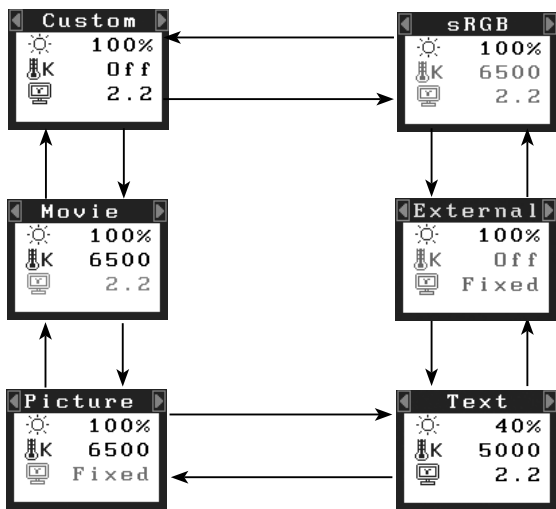 Custom
100%
K Off
2.2
sRGB
100%
K 6500
2.2
Movie
100%
K 6500
2.2
External
100%
K Off
Fixed
Picture
100%
K 6500
Fixed
Text
40%
K 5000
2.2